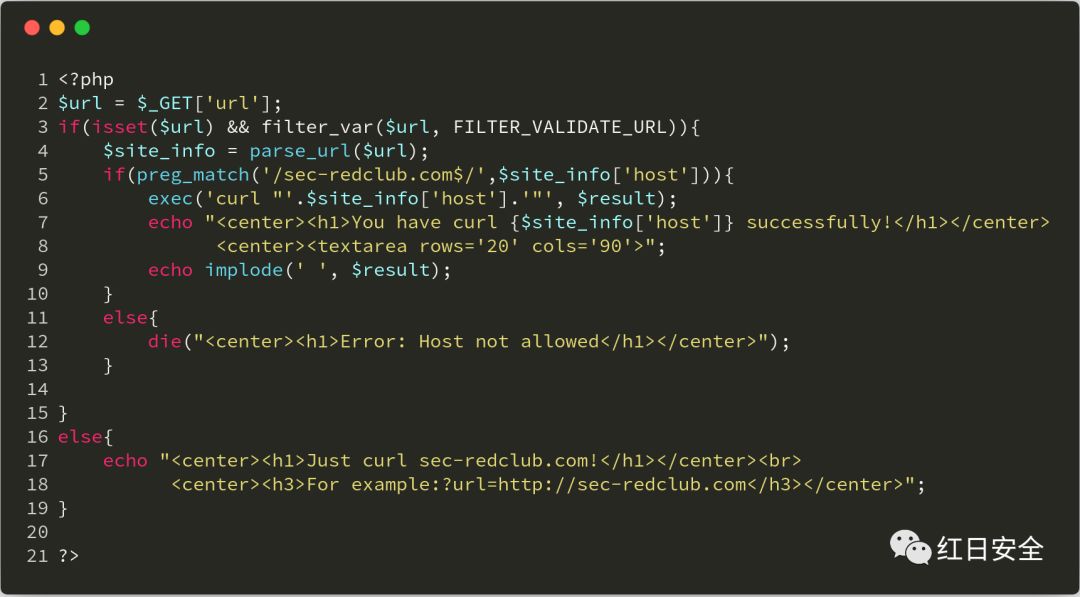 1 <?php
2 $url = $_GET['url'];
3 if(isset($url) && filter_var($url, FILTER_VALIDATE_URL)){
4     $site_info = parse_url($url);
5     if(preg_match('/sec-redclub.com$/',$site_info['host'])){
6         exec('curl "'.$site_info['host'].'"', $result);
7         echo "<center><h1>You have curl {$site_info['host']} successfully!</h1></center>
8               <center><textarea rows='20' cols='90'>";
9         echo implode(' ', $result);
10     }
11     else{
12         die("<center><h1>Error: Host not allowed</h1></center>");
13     }
14
15 }
16 else{
17     echo "<center><h1>Just curl sec-redclub.com!</h1></center><br>
18           <center><h3>For example:?url=http://sec-redclub.com</h3></center>";
19 }
20
21 ?>
红日安全